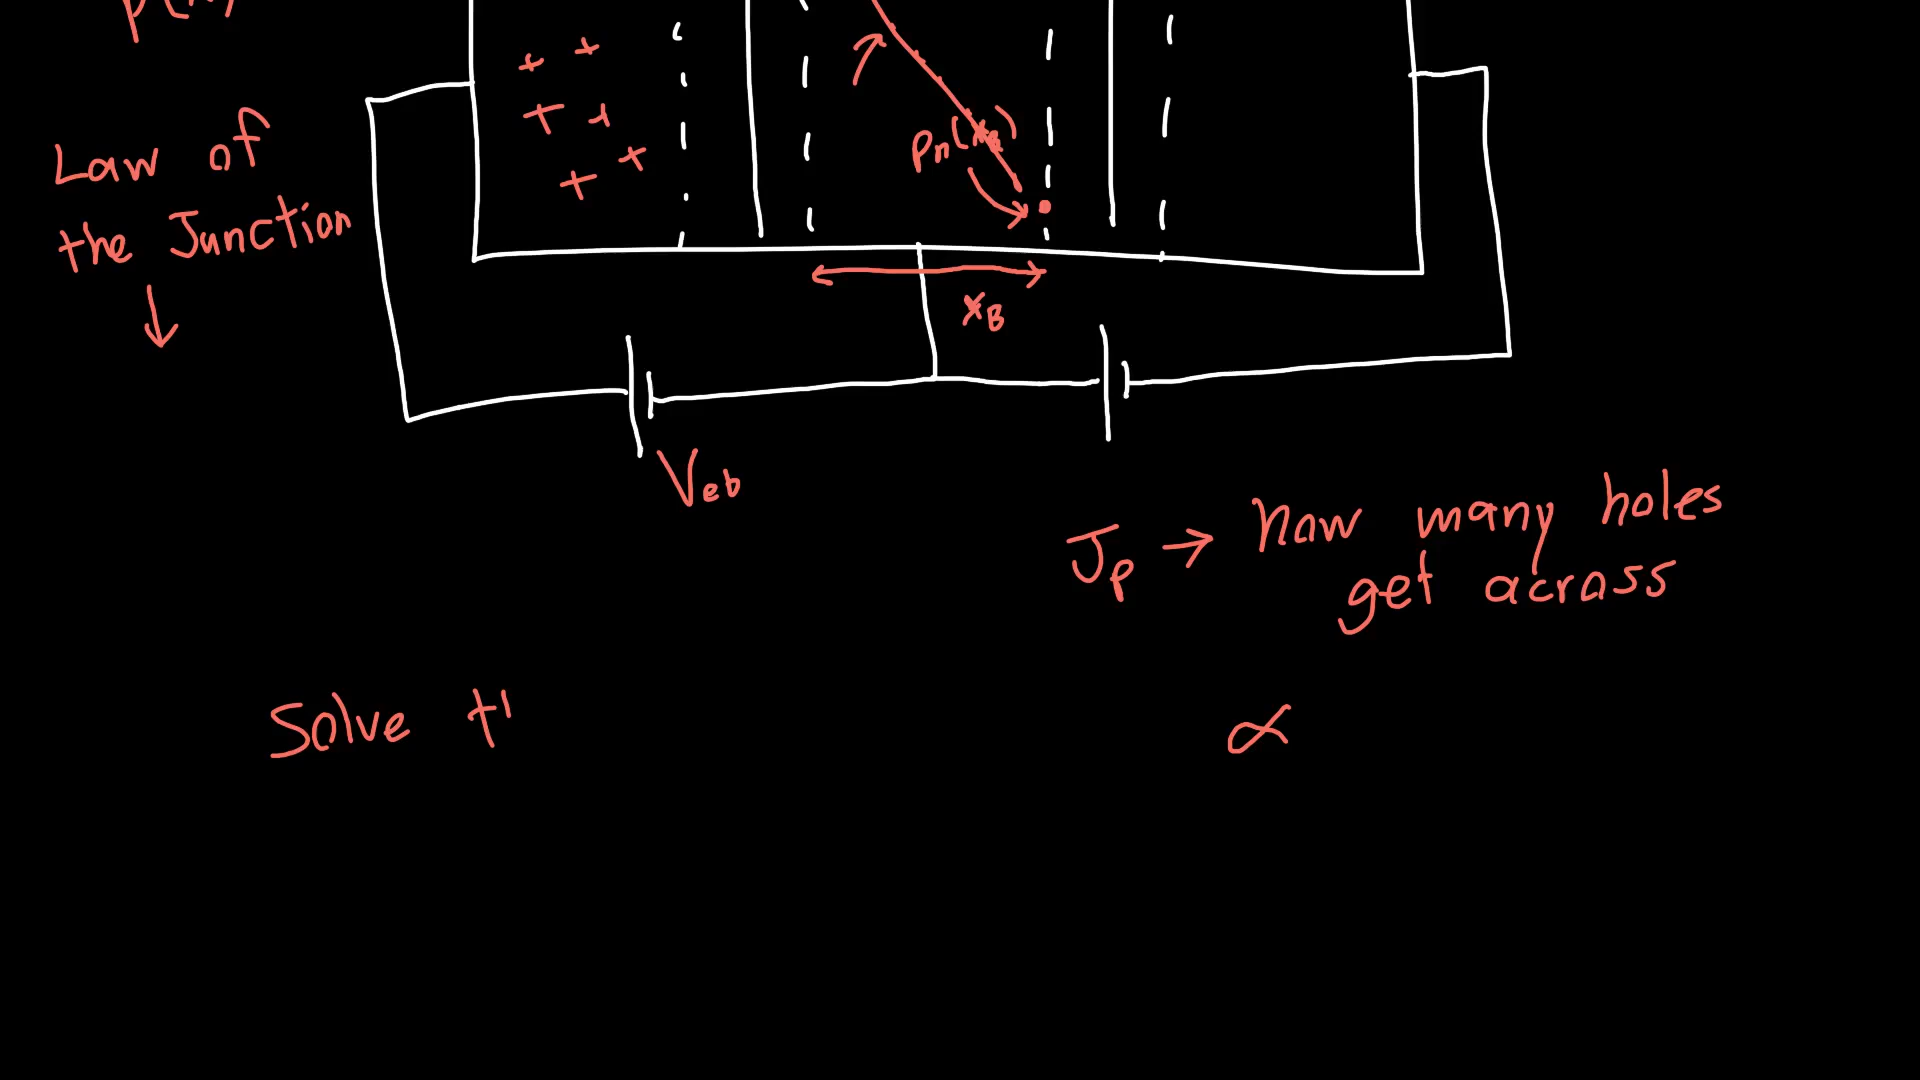 Law of
the Junction
Pn(xB)
xB
Veb
Jp → how many holes
get across
Solve
∝